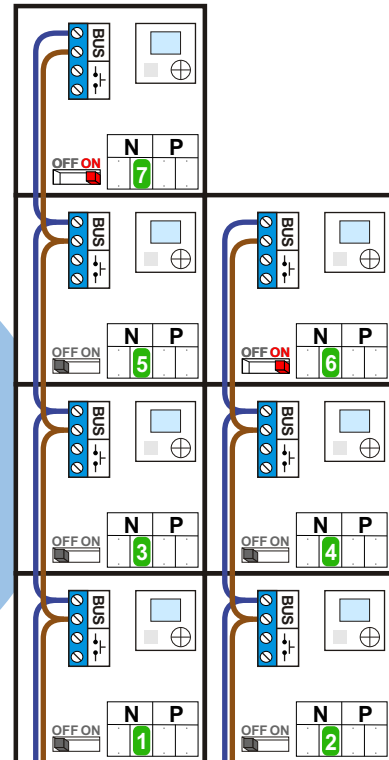 BUS
N P
OFF ON
7
BUS
N P
OFF ON
5
BUS
N P
OFF ON
6
BUS
N P
OFF ON
3
BUS
N P
OFF ON
4
BUS
N P
OFF ON
1
BUS
N P
OFF ON
2